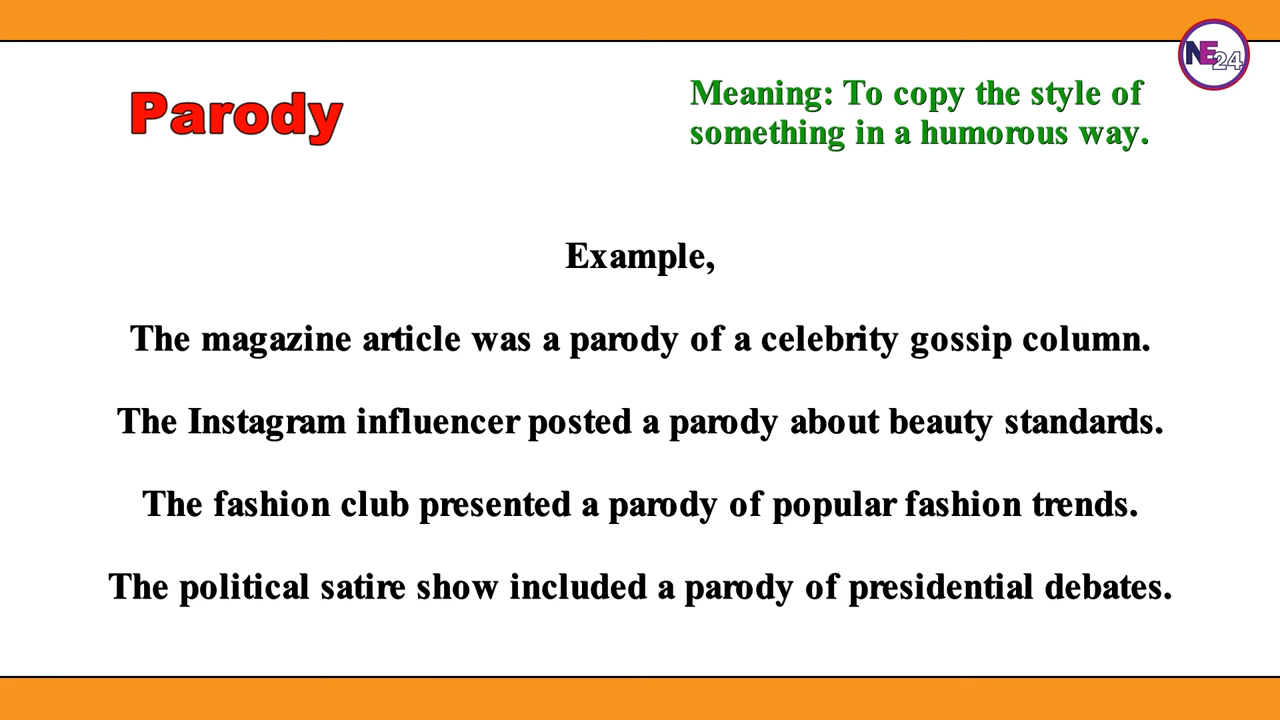 NE24
Parody
Meaning: To copy the style of
something in a humorous way.
Example,
The magazine article was a parody of a celebrity gossip column.
The Instagram influencer posted a parody about beauty standards.
The fashion club presented a parody of popular fashion trends.
The political satire show included a parody of presidential debates.